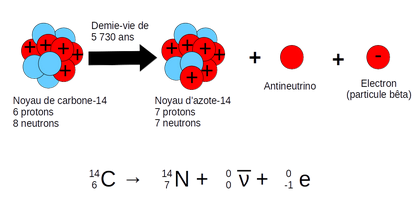 Demie-vie de
5 730 ans
+ + + + + +
+ + + + + + +
+
+
-
Noyau de carbone-14
6 protons
8 neutrons
Noyau d'azote-14
7 protons
7 neutrons
Antineutrino
Electron
(particule bêta)
¹⁴₆C → ¹⁴₇N + ⁰₀ν̅ + ⁰₋₁e